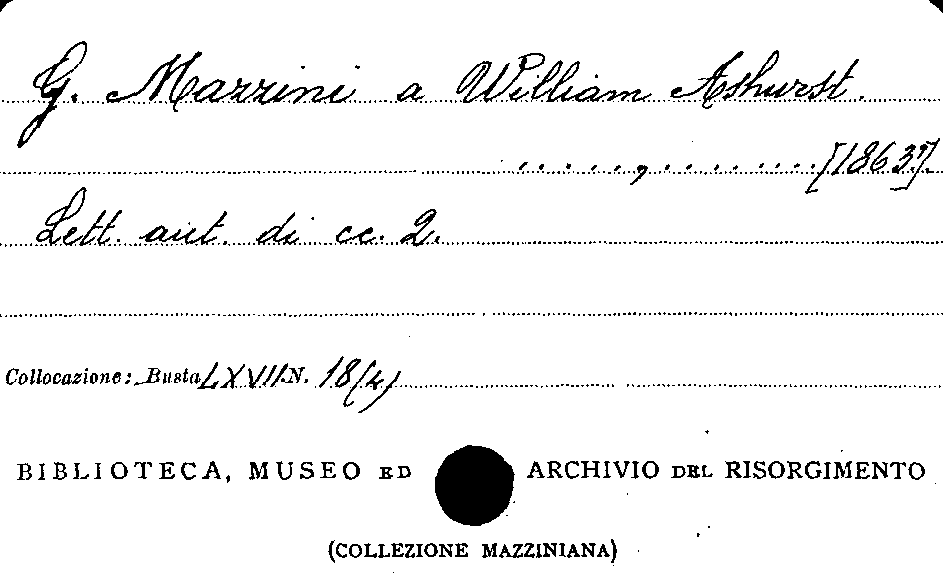 G. Mazzini a William Ashurst.
....., ........[1863?].
Lett. aut. di cc. 2.
Collocazione: Busta LXVII N. 18(4)
BIBLIOTECA, MUSEO ED ARCHIVIO DEL RISORGIMENTO
(COLLEZIONE MAZZINIANA)